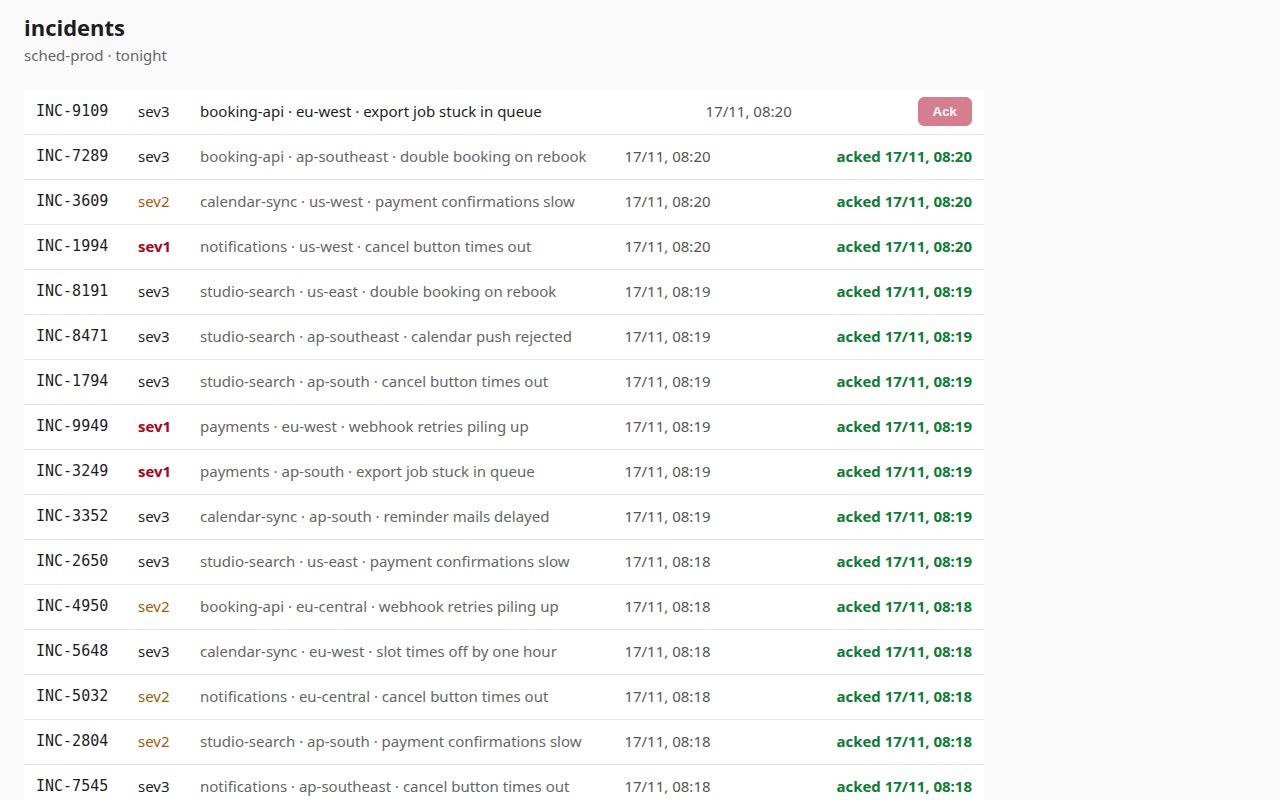 incidents
sched-prod · tonight
INC-9109 sev3 booking-api · eu-west · export job stuck in queue 17/11, 08:20 Ack
INC-7289 sev3 booking-api · ap-southeast · double booking on rebook 17/11, 08:20 acked 17/11, 08:20
INC-3609 sev2 calendar-sync · us-west · payment confirmations slow 17/11, 08:20 acked 17/11, 08:20
INC-1994 sev1 notifications · us-west · cancel button times out 17/11, 08:20 acked 17/11, 08:20
INC-8191 sev3 studio-search · us-east · double booking on rebook 17/11, 08:19 acked 17/11, 08:19
INC-8471 sev3 studio-search · ap-southeast · calendar push rejected 17/11, 08:19 acked 17/11, 08:19
INC-1794 sev3 studio-search · ap-south · cancel button times out 17/11, 08:19 acked 17/11, 08:19
INC-9949 sev1 payments · eu-west · webhook retries piling up 17/11, 08:19 acked 17/11, 08:19
INC-3249 sev1 payments · ap-south · export job stuck in queue 17/11, 08:19 acked 17/11, 08:19
INC-3352 sev3 calendar-sync · ap-south · reminder mails delayed 17/11, 08:19 acked 17/11, 08:19
INC-2650 sev3 studio-search · us-east · payment confirmations slow 17/11, 08:18 acked 17/11, 08:19
INC-4950 sev2 booking-api · eu-central · webhook retries piling up 17/11, 08:18 acked 17/11, 08:18
INC-5648 sev3 calendar-sync · eu-west · slot times off by one hour 17/11, 08:18 acked 17/11, 08:18
INC-5032 sev2 notifications · eu-central · cancel button times out 17/11, 08:18 acked 17/11, 08:18
INC-2804 sev2 studio-search · ap-south · payment confirmations slow 17/11, 08:18 acked 17/11, 08:18
INC-7545 sev3 notifications · ap-southeast · cancel button times out 17/11, 08:18 acked 17/11, 08:18